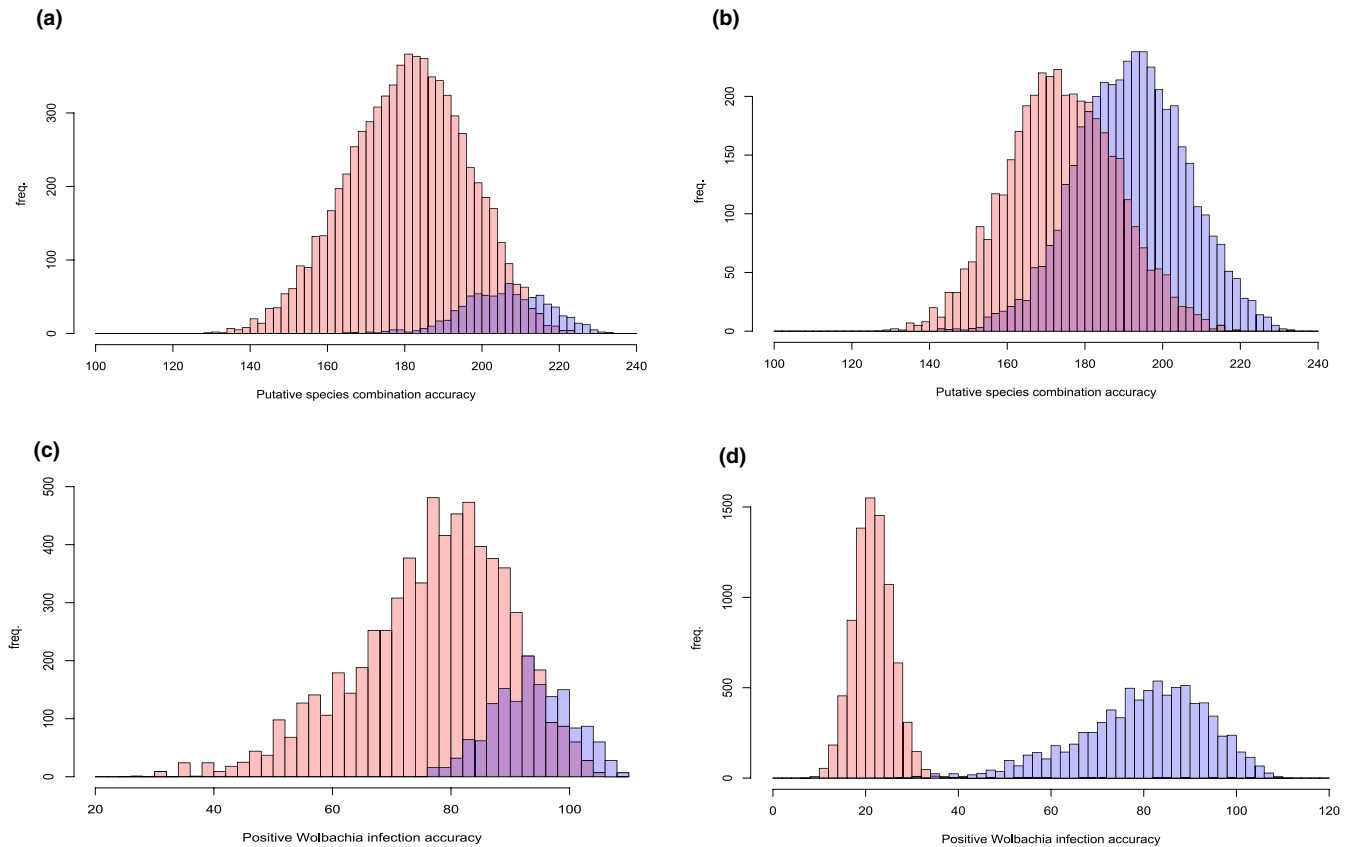 (a)
300
200
100
0
freq.
100 120 140 160 180 200 220 240
Putative species combination accuracy
(b)
200
150
100
50
0
freq.
100 120 140 160 180 200 220 240
Putative species combination accuracy
(c)
500
400
300
200
100
0
freq.
20 40 60 80 100
Positive Wolbachia infection accuracy
(d)
1500
1000
500
0
freq.
0 20 40 60 80 100 120
Positive Wolbachia infection accuracy